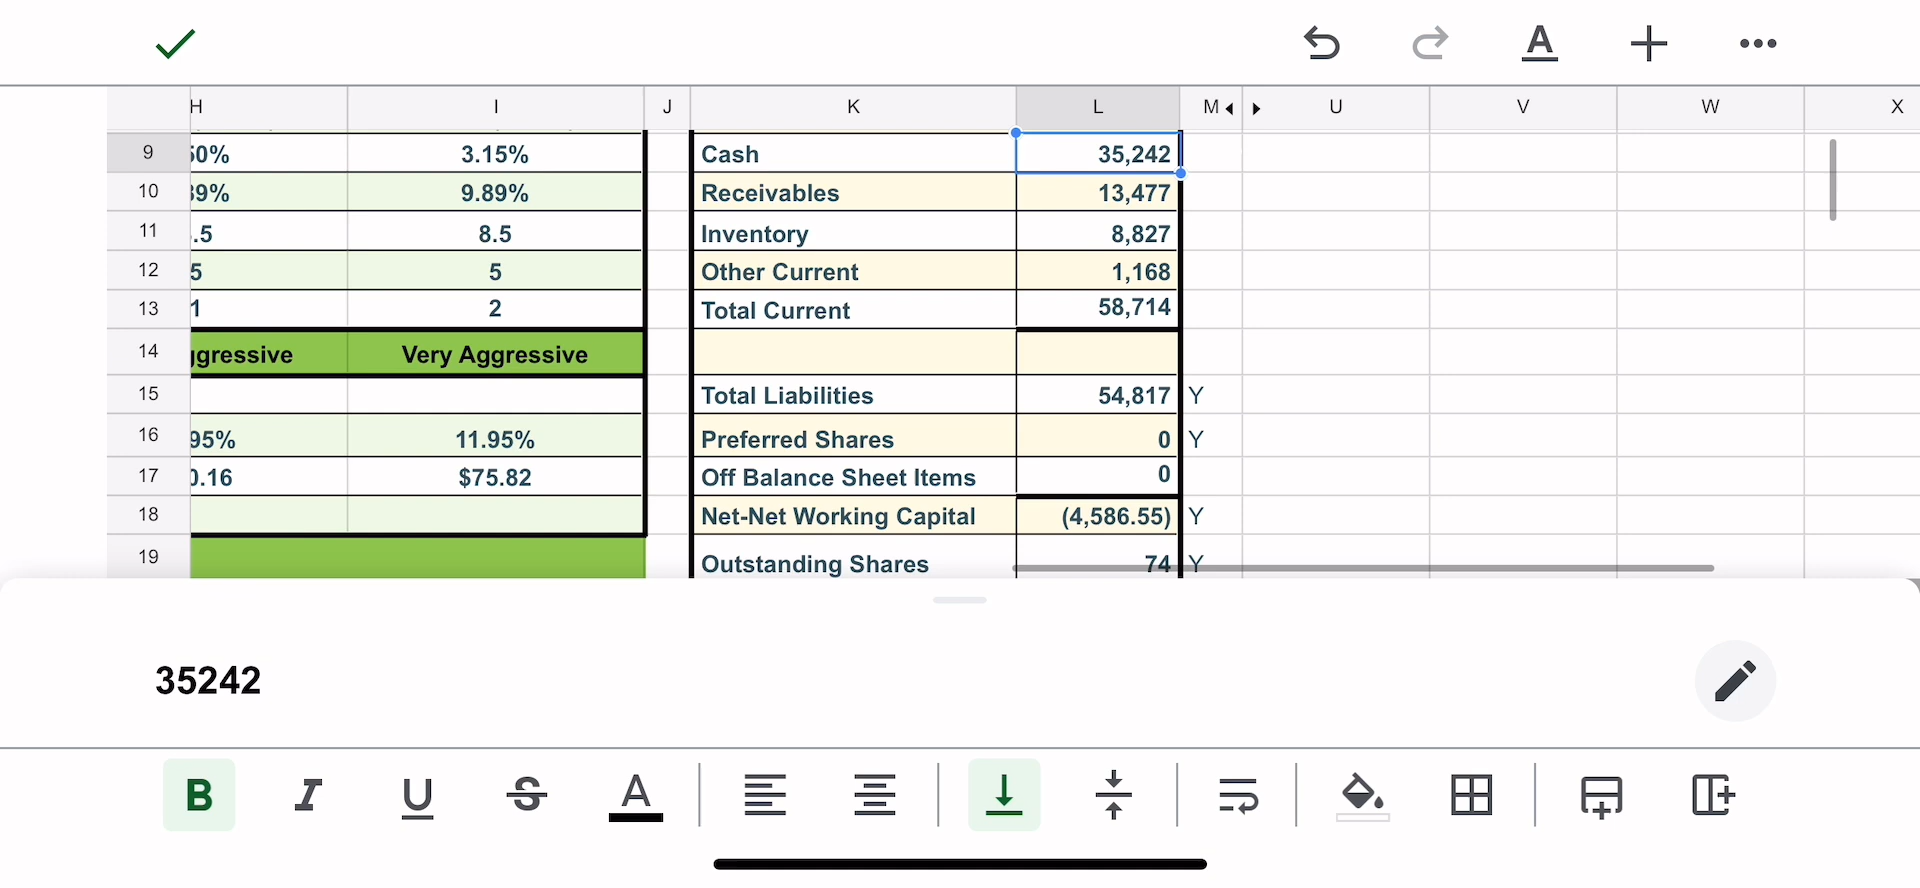 H I J K L M U V W X
9 50% 3.15% Cash 35,242
10 39% 9.89% Receivables 13,477
11 .5 8.5 Inventory 8,827
12 5 5 Other Current 1,168
13 1 2 Total Current 58,714
14 ggressive Very Aggressive
15 Total Liabilities 54,817 Y
16 95% 11.95% Preferred Shares 0 Y
17 0.16 $75.82 Off Balance Sheet Items 0
18 Net-Net Working Capital (4,586.55) Y
19 Outstanding Shares 74 Y
35242